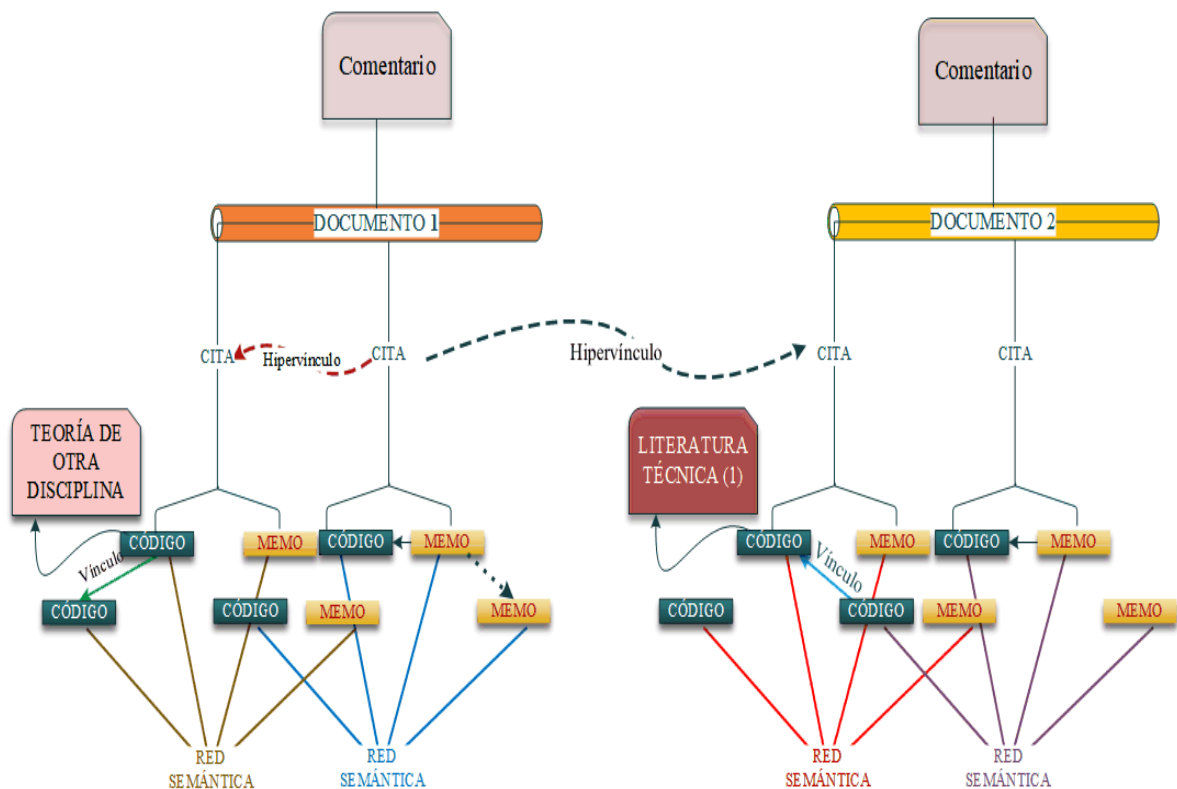 Comentario
Comentario
DOCUMENTO 1
DOCUMENTO 2
CITA
Hipervínculo
CITA
Hipervínculo
CITA
CITA
TEORÍA DE
OTRA
DISCIPLINA
LITERATURA
TÉCNICA (1)
CÓDIGO
MEMO
CÓDIGO
MEMO
CÓDIGO
MEMO
CÓDIGO
MEMO
Vínculo
Vínculo
CÓDIGO
CÓDIGO
MEMO
MEMO
CÓDIGO
CÓDIGO
MEMO
MEMO
RED
SEMÁNTICA
RED
SEMÁNTICA
RED
SEMÁNTICA
RED
SEMÁNTICA